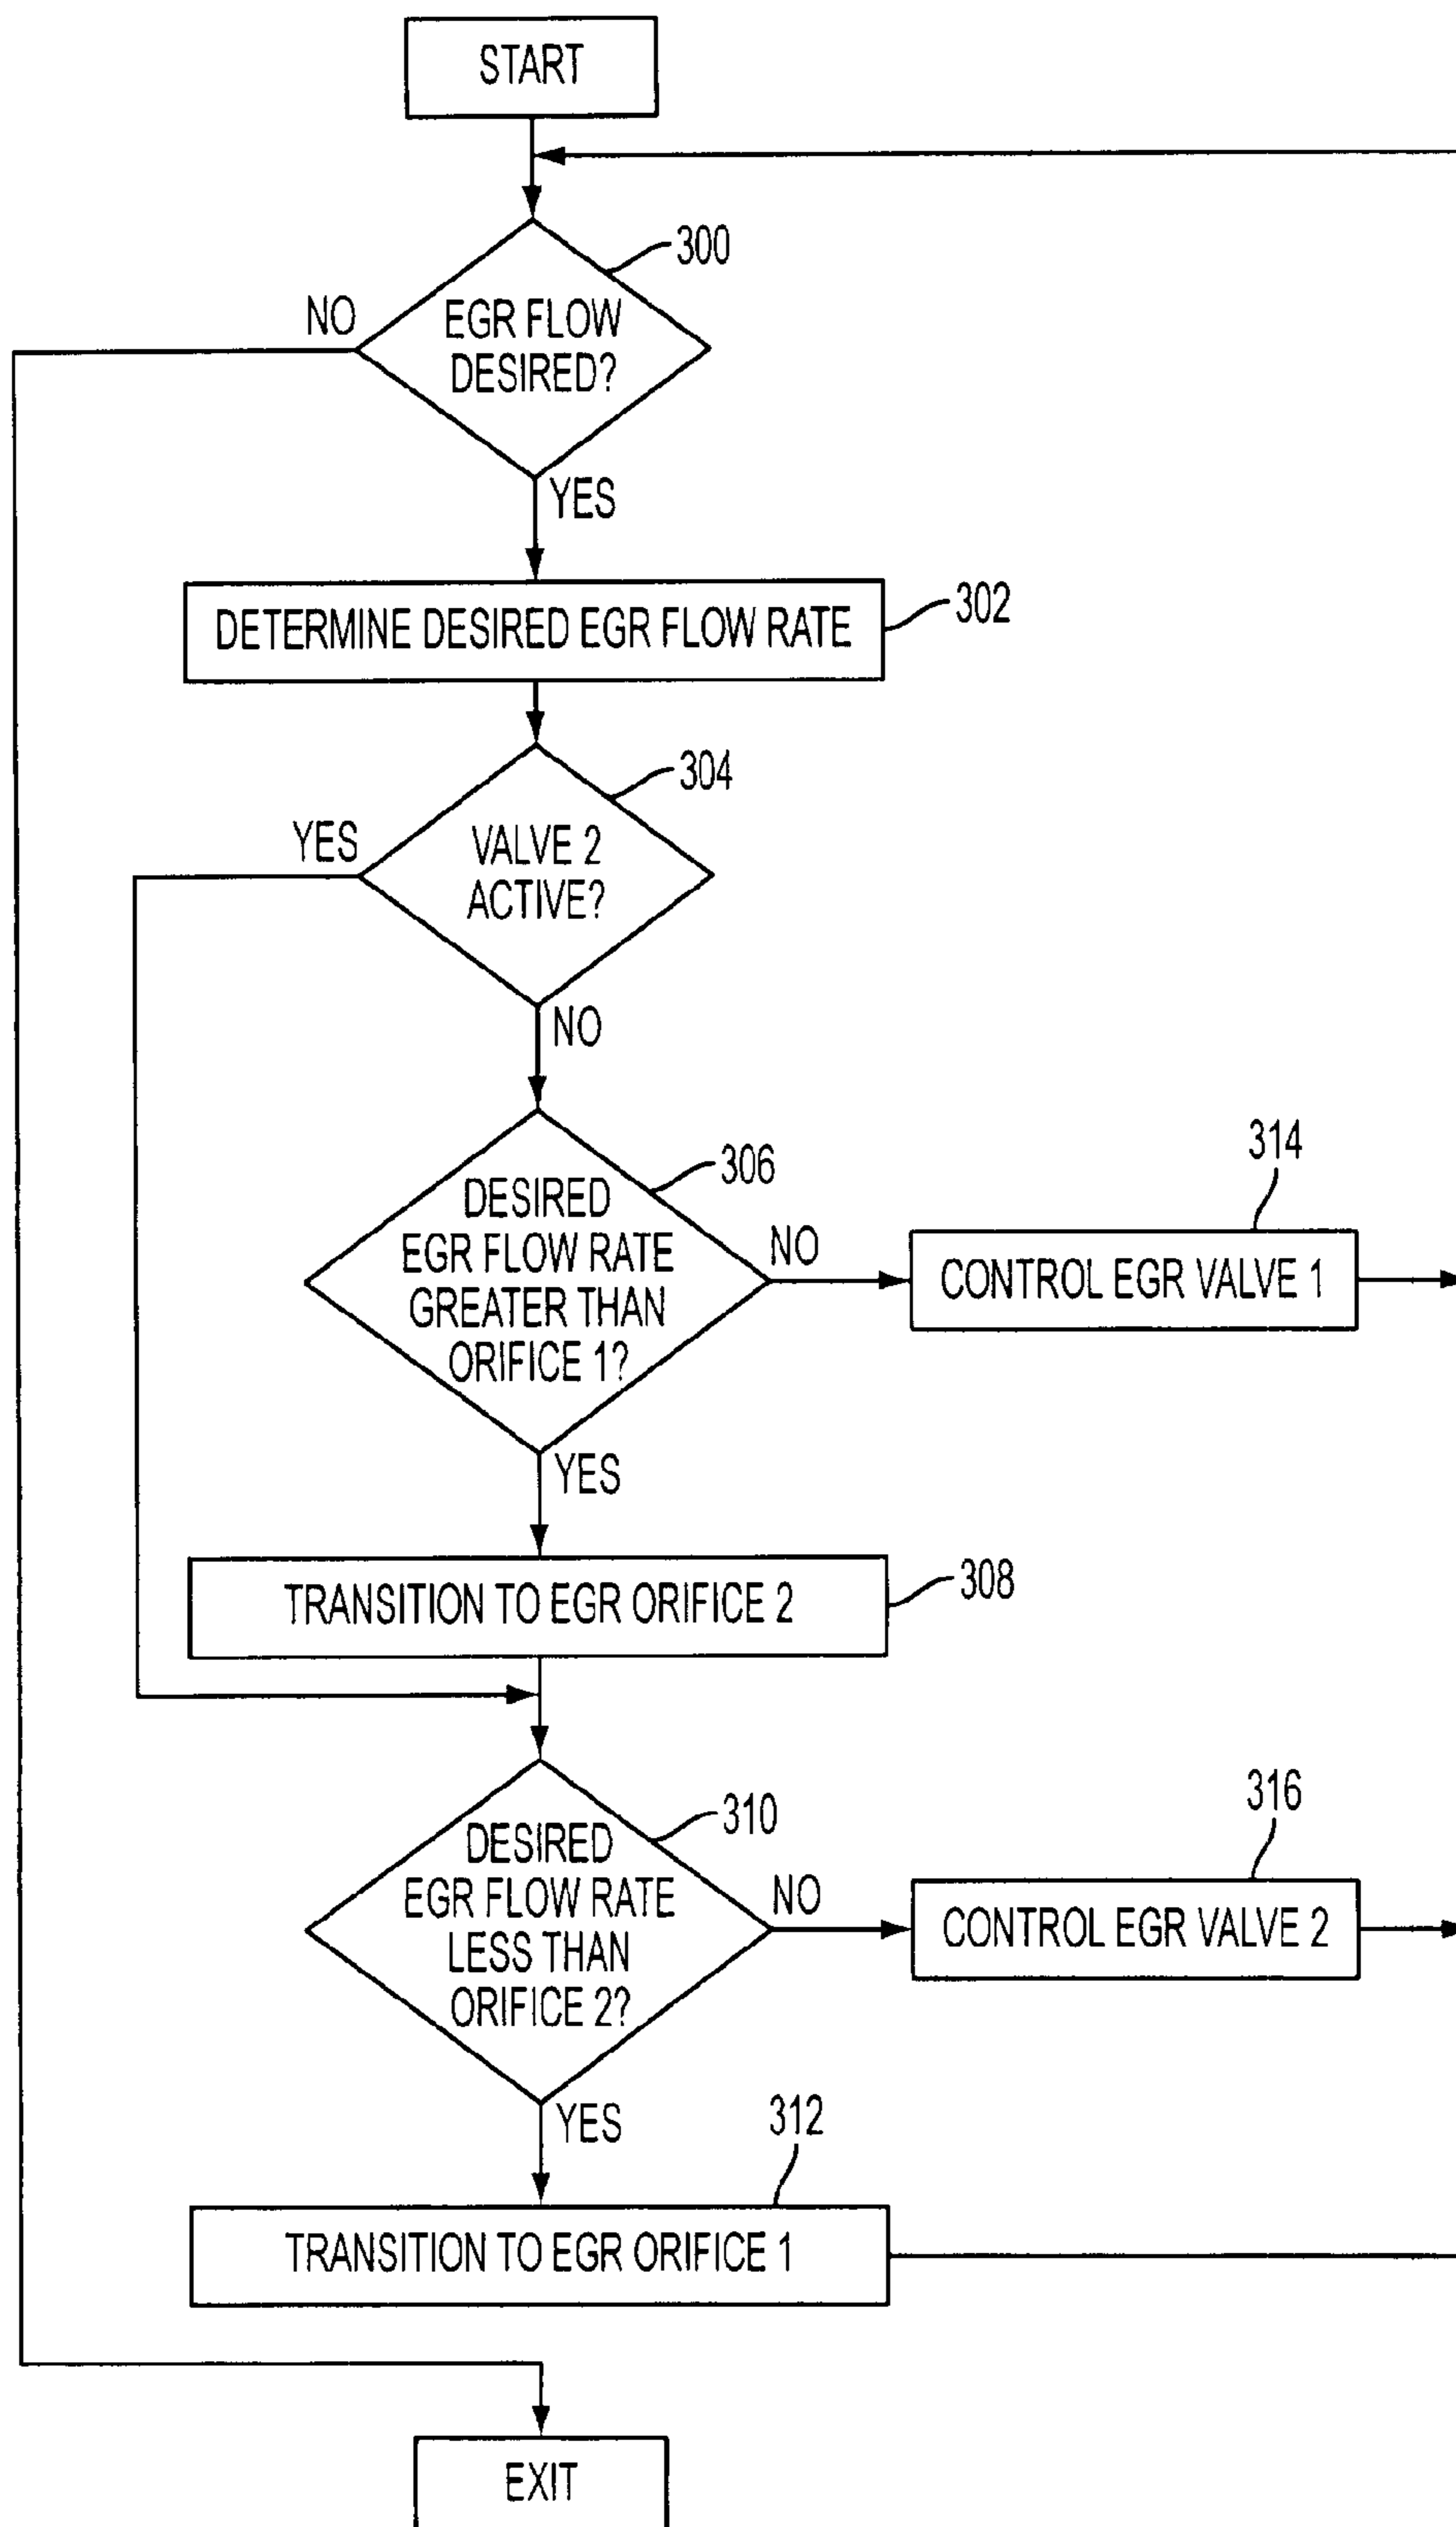 START
300
NO
EGR FLOW
DESIRED?
YES
DETERMINE DESIRED EGR FLOW RATE
302
304
YES
VALVE 2
ACTIVE?
NO
306
DESIRED
EGR FLOW RATE
GREATER THAN
ORIFICE 1?
NO
314
CONTROL EGR VALVE 1
YES
TRANSITION TO EGR ORIFICE 2
308
310
DESIRED
EGR FLOW RATE
LESS THAN
ORIFICE 2?
NO
316
CONTROL EGR VALVE 2
YES
312
TRANSITION TO EGR ORIFICE 1
EXIT